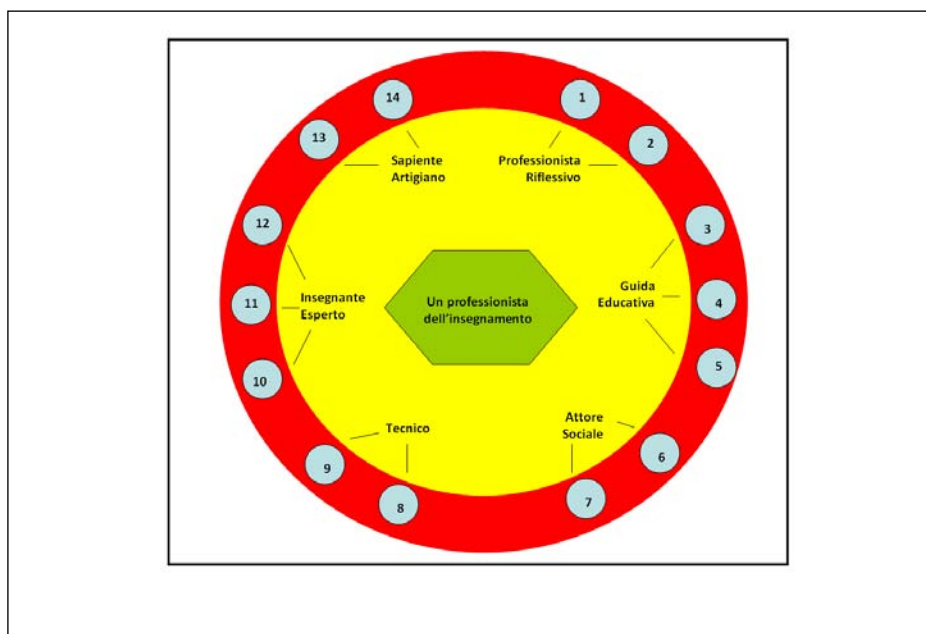 14
1
13
2
Sapiente
Artigiano
Professionista
Riflessivo
12
3
Insegnante
Esperto
Un professionista
dell'insegnamento
Guida
Educativa
11
4
10
5
Tecnico
Attore
Sociale
9
6
8
7